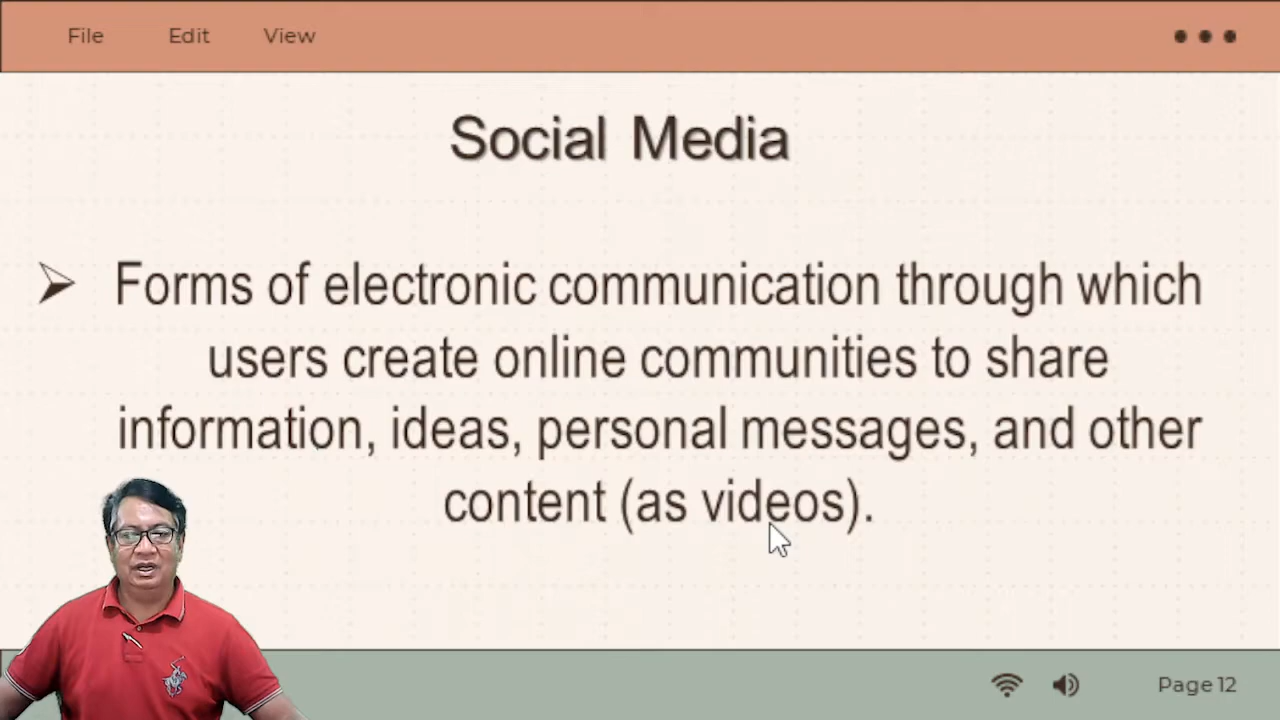 File Edit View
Social Media
Forms of electronic communication through which
users create online communities to share
information, ideas, personal messages, and other
content (as videos).
Page 12